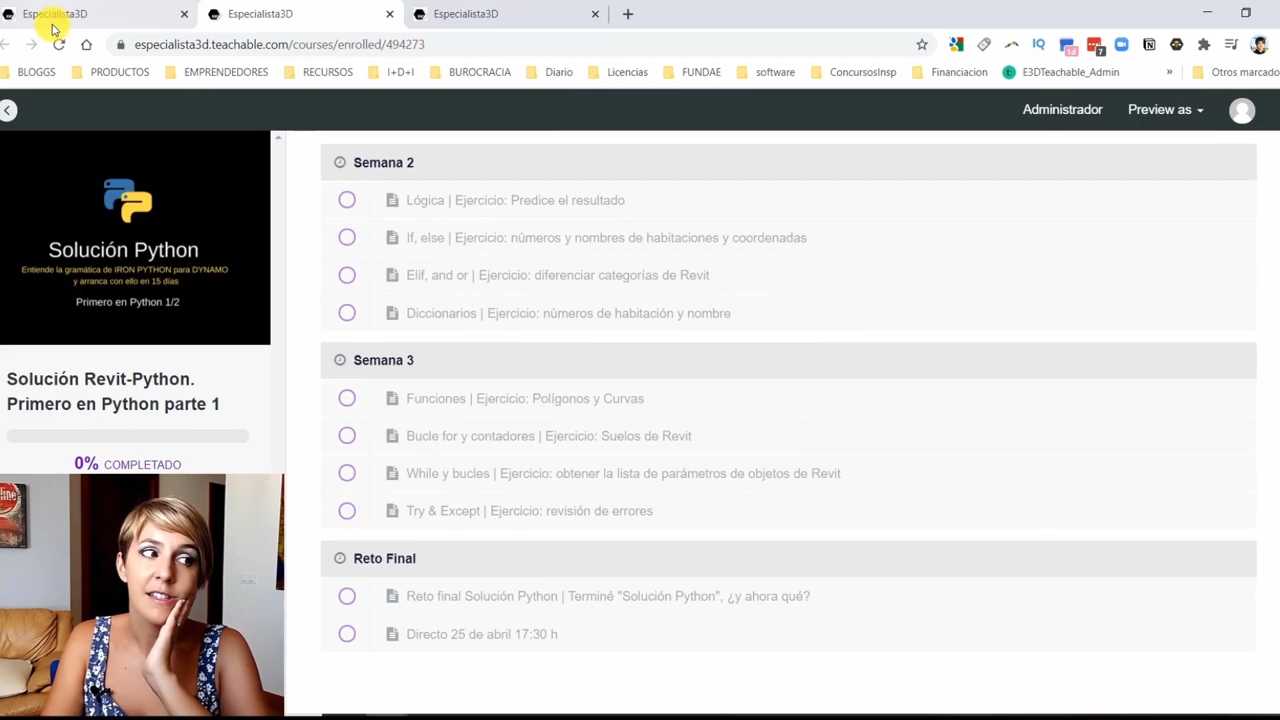 Especialista3D
Especialista3D
Especialista3D
especialista3d.teachable.com/courses/enrolled/494273
IQ
1d
7
BLOGGS
PRODUCTOS
EMPRENDEDORES
RECURSOS
I+D+I
BUROCRACIA
Diario
Licencias
FUNDAE
software
ConcursosInsp
Financiacion
E3DTeachable_Admin
»
Otros marcado
Administrador
Preview as
Solución Python
Entiende la gramática de IRON PYTHON para DYNAMO
y arranca con ello en 15 días
Primero en Python 1/2
Solución Revit-Python.
Primero en Python parte 1
0% COMPLETADO
Semana 2
Lógica | Ejercicio: Predice el resultado
If, else | Ejercicio: números y nombres de habitaciones y coordenadas
Elif, and or | Ejercicio: diferenciar categorías de Revit
Diccionarios | Ejercicio: números de habitación y nombre
Semana 3
Funciones | Ejercicio: Polígonos y Curvas
Bucle for y contadores | Ejercicio: Suelos de Revit
While y bucles | Ejercicio: obtener la lista de parámetros de objetos de Revit
Try & Except | Ejercicio: revisión de errores
Reto Final
Reto final Solución Python | Terminé "Solución Python", ¿y ahora qué?
Directo 25 de abril 17:30 h